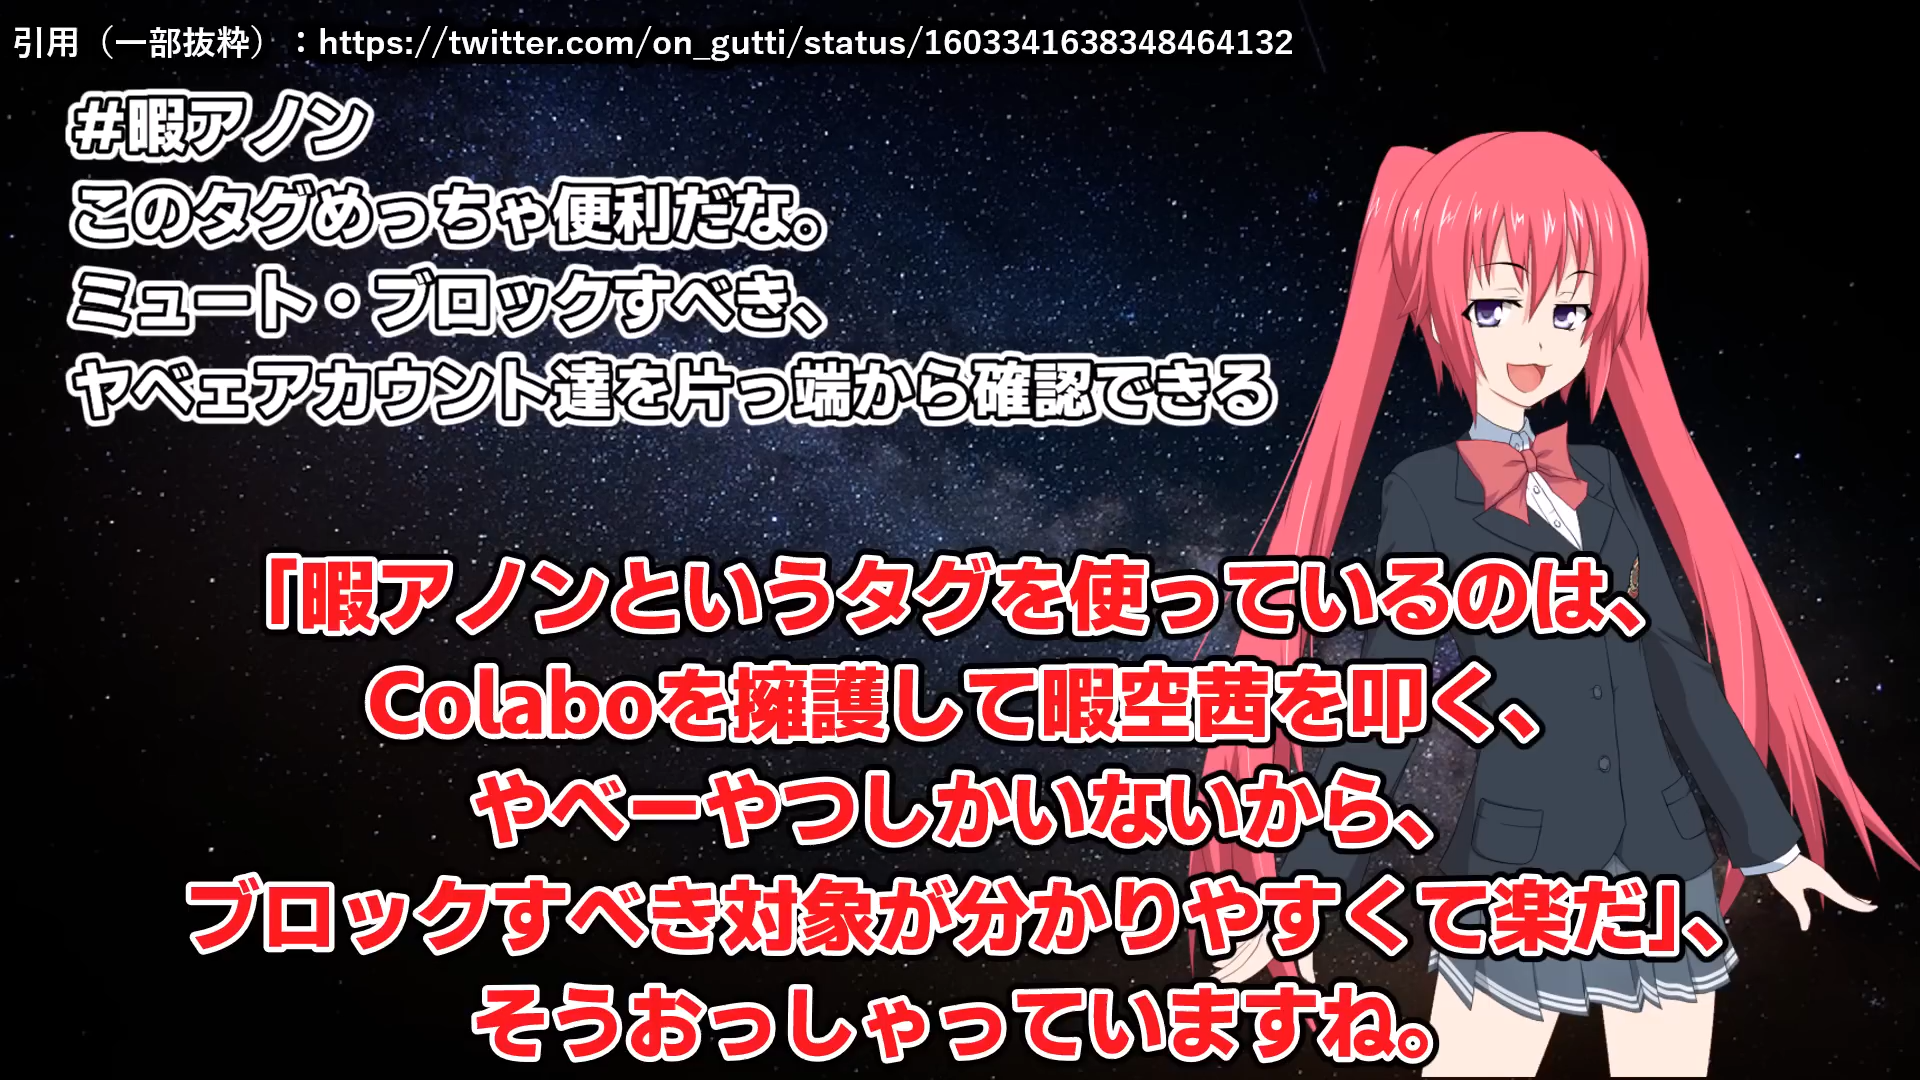 引用（一部抜粋）：https://twitter.com/on_gutti/status/1603341638348464132
#暇アノン
このタグめっちゃ便利だな。
ミュート・ブロックすべき、
ヤベェアカウント達を片っ端から確認できる
「暇アノンというタグを使っているのは、
Colaboを擁護して暇空茜を叩く、
やべーやつしかいないから、
ブロックすべき対象が分かりやすくて楽だ」、
そうおっしゃっていますね。